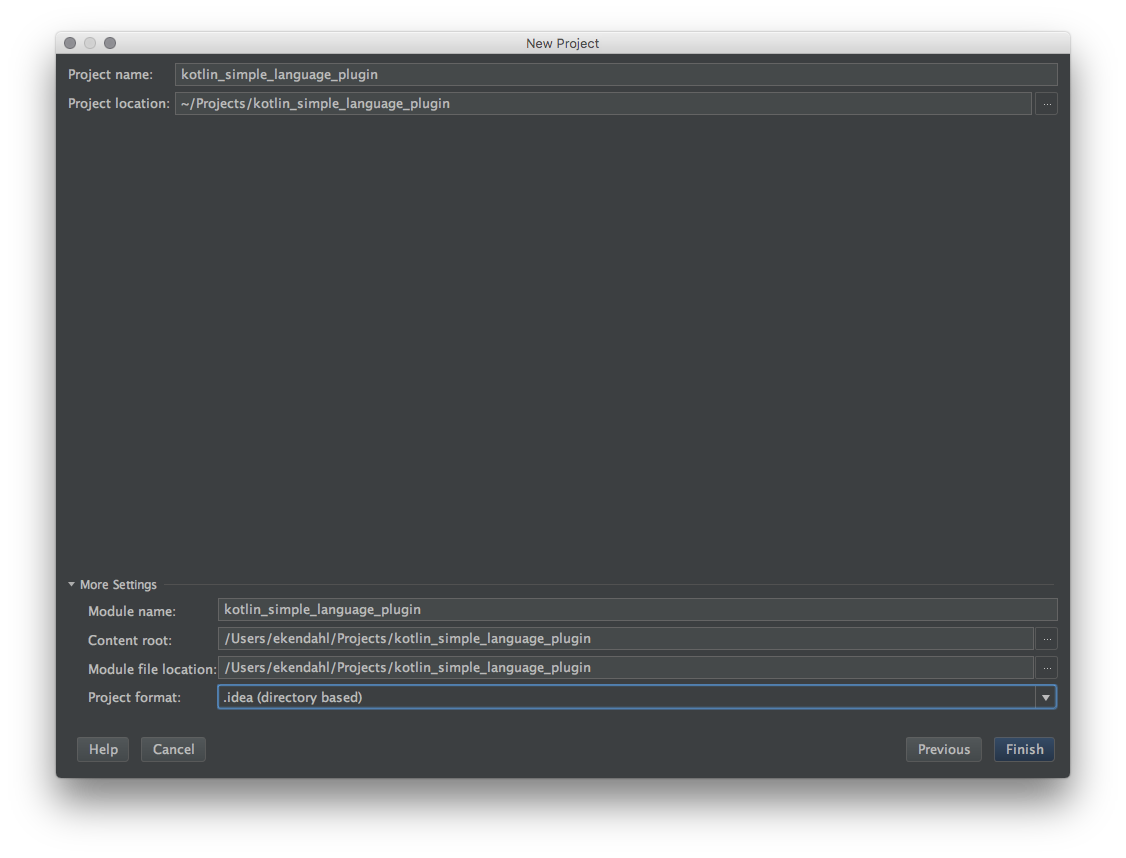 New Project
Project name: kotlin_simple_language_plugin
Project location: ~/Projects/kotlin_simple_language_plugin ...
More Settings
Module name: kotlin_simple_language_plugin
Content root: /Users/ekendahl/Projects/kotlin_simple_language_plugin ...
Module file location: /Users/ekendahl/Projects/kotlin_simple_language_plugin ...
Project format: .idea (directory based)
Help Cancel Previous Finish